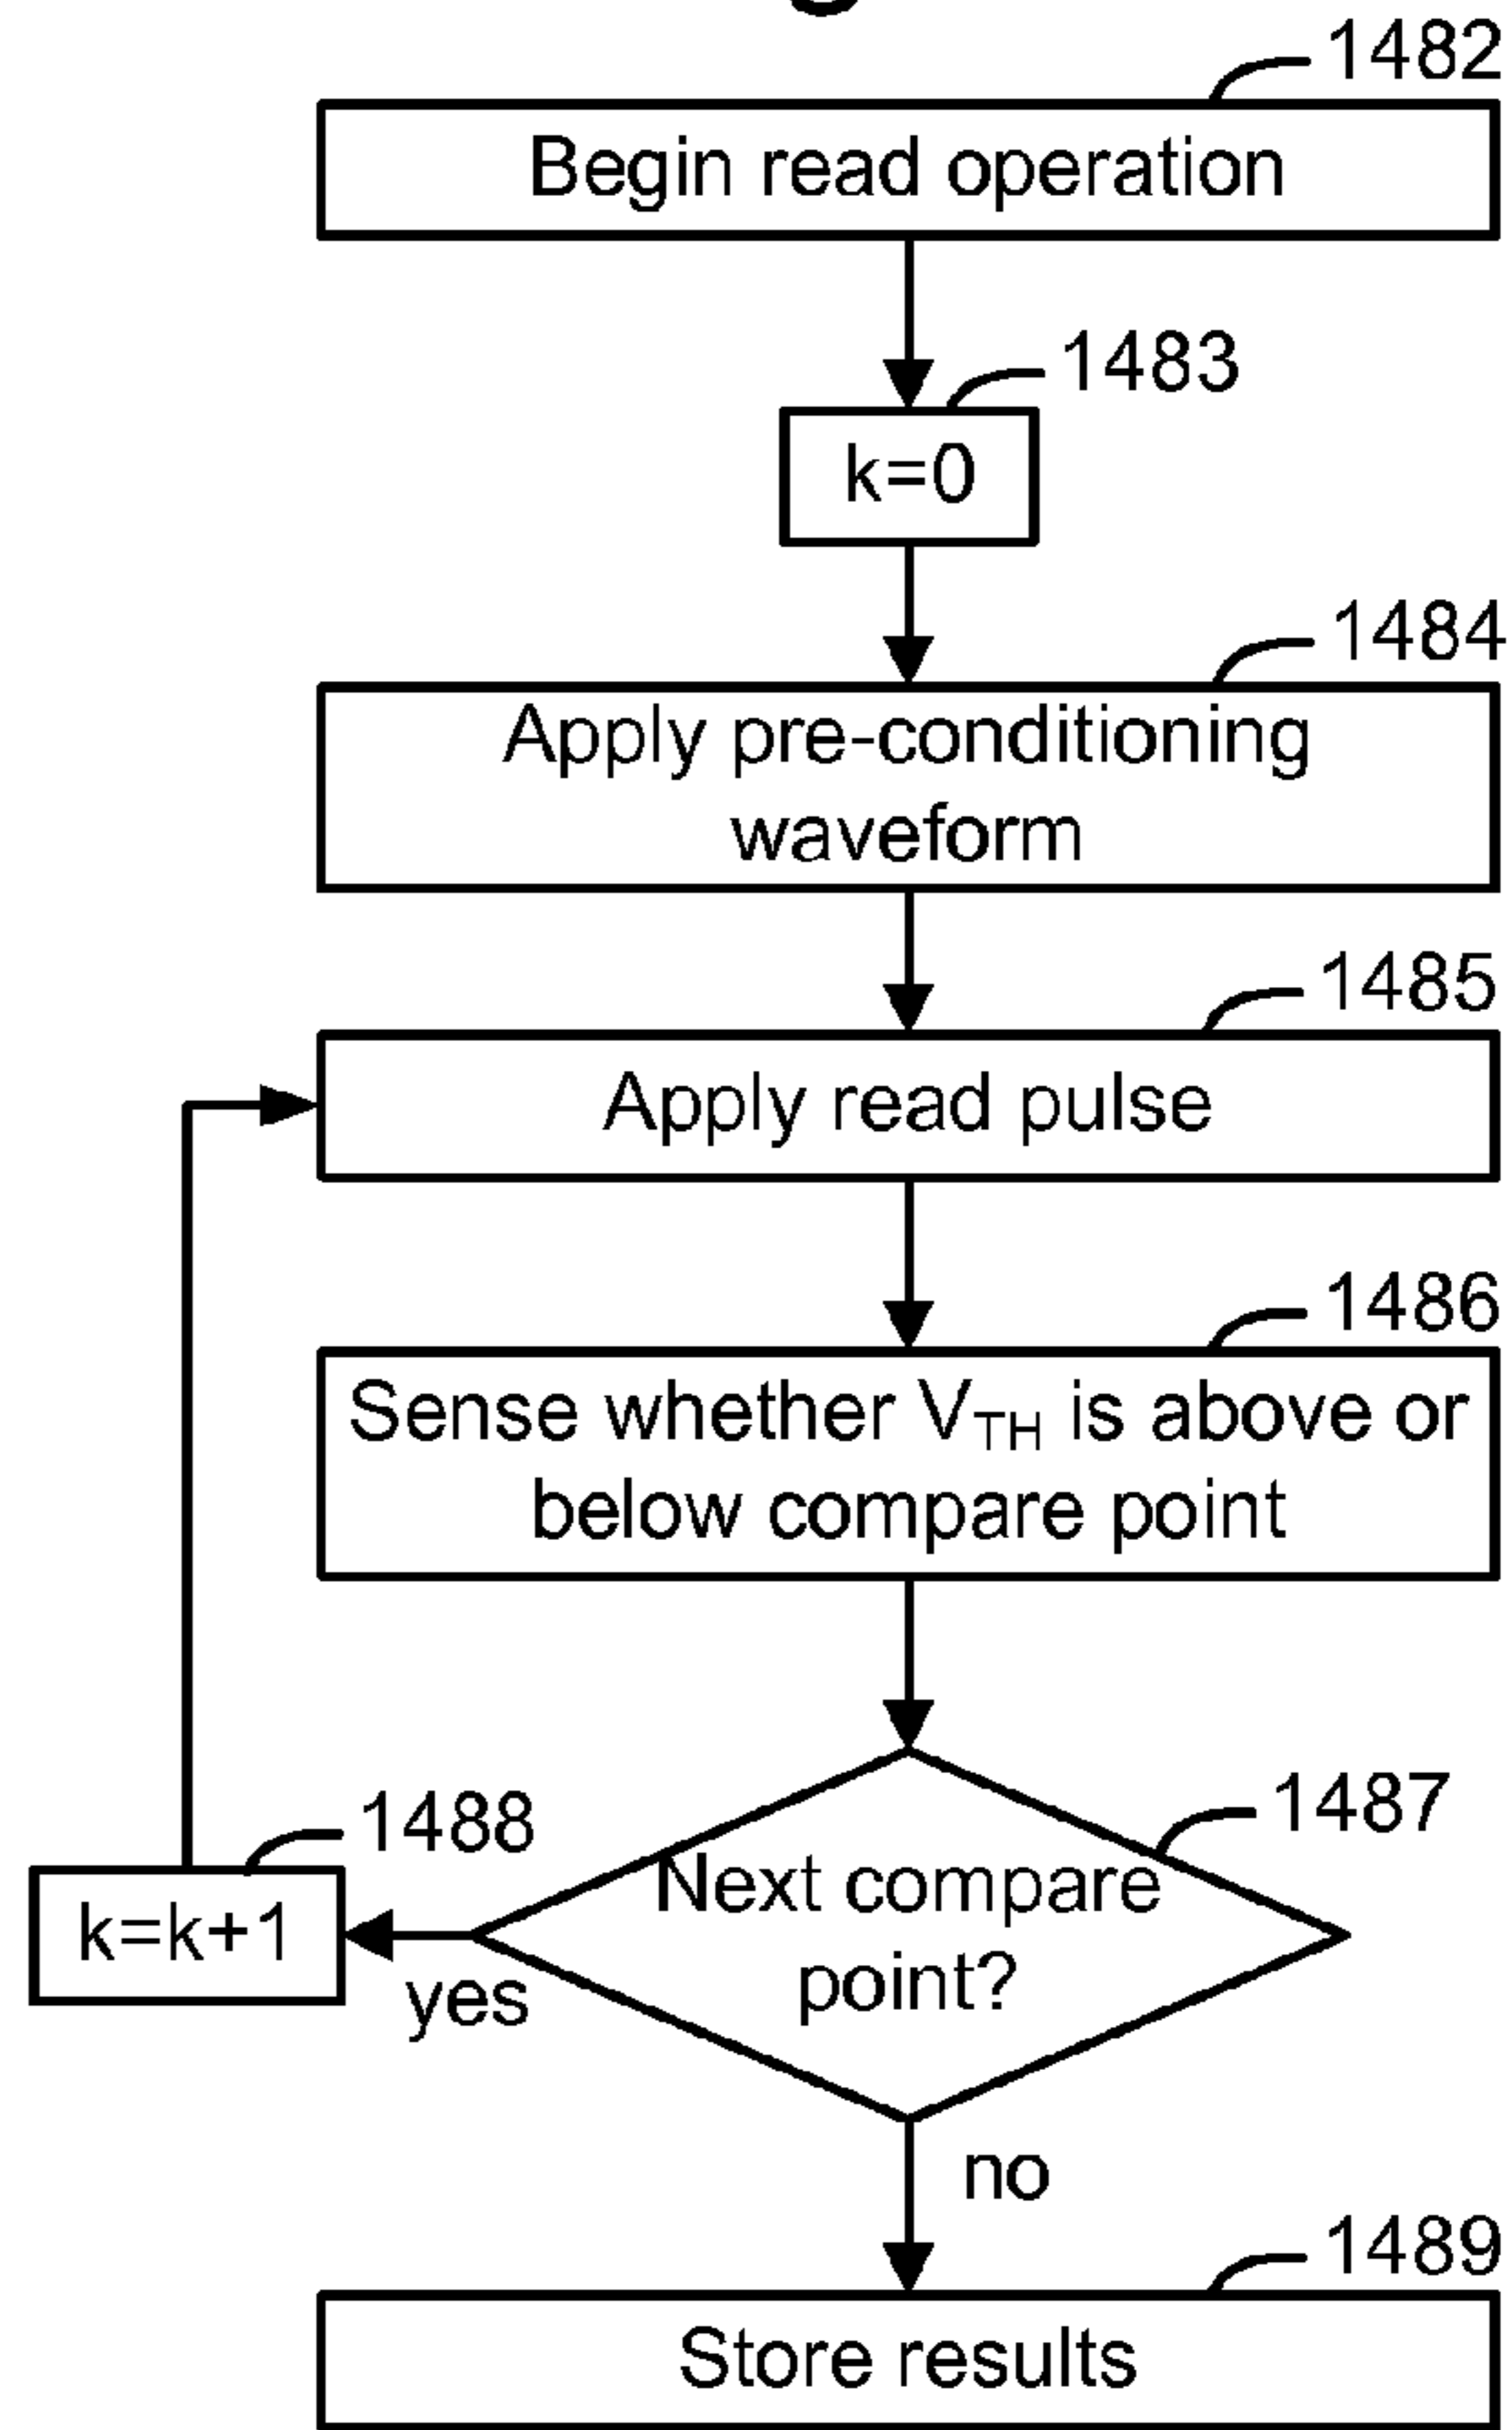 1482
Begin read operation
1483
k=0
1484
Apply pre-conditioning
waveform
1485
Apply read pulse
1486
Sense whether V_TH is above or
below compare point
1487
Next compare
point?
1488
k=k+1
yes
no
1489
Store results